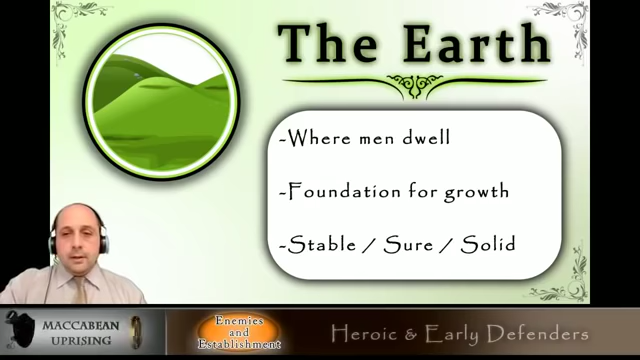 The Earth
-Where men dwell
-Foundation for growth
-Stable / Sure / Solid
MACCABEAN
UPRISING
Enemies
and
Establishment
Heroic & Early Defenders